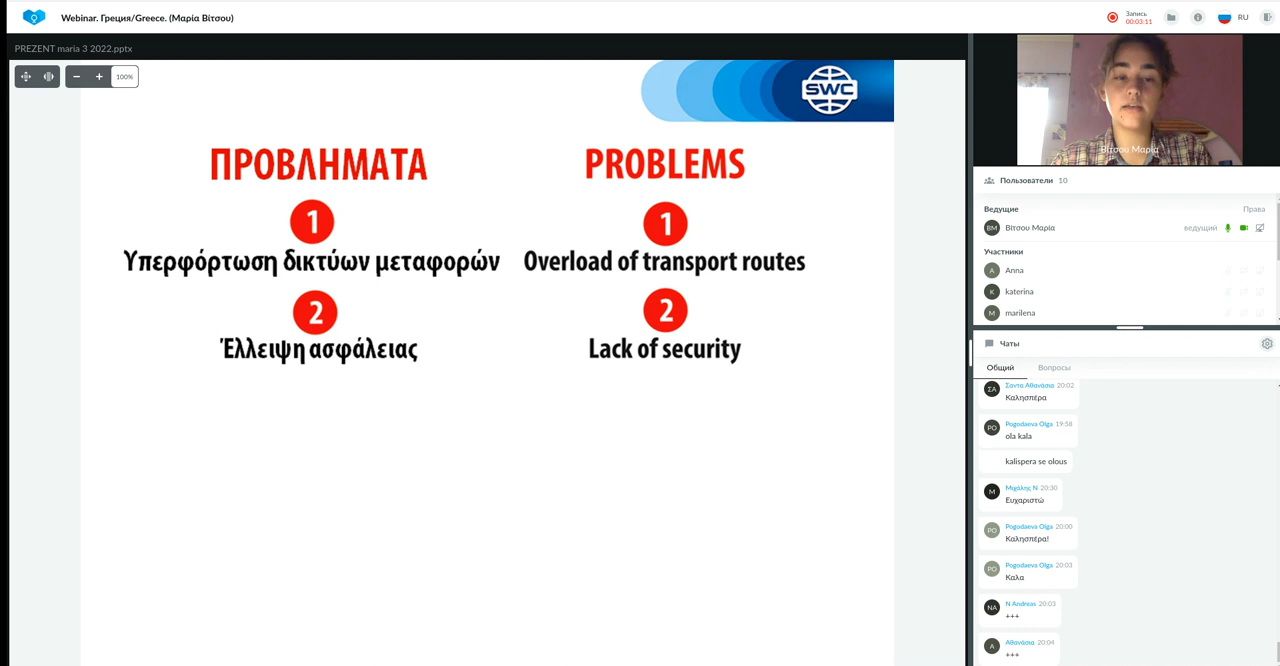 Webinar. Греция/Greece. (Μαρία Βίτσου)
Запись
00:03:11
RU
PREZENT maria 3 2022.pptx
100%
SWC
ΠΡΟΒΛΗΜΑΤΑ
1
Υπερφόρτωση δικτύων μεταφορών
2
Έλλειψη ασφάλειας
PROBLEMS
1
Overload of transport routes
2
Lack of security
Βίτσου Μαρία
Пользователи 10
Ведущие Права
ΒΜ Βίτσου Μαρία ведущий
Участники
A Anna
K katerina
M marilena
Чаты
Общий Вопросы
ΣΑ Σαντα Αθανάσια 20:02
Καλησπέρα
PO Pogodaeva Olga 19:58
ola kala
kalispera se olous
Μ Μιχάλης Ν 20:30
Ευχαριστώ
PO Pogodaeva Olga 20:00
Καλησπέρα!
PO Pogodaeva Olga 20:03
Καλα
NA N Andreas 20:03
+++
Α Αθανάσια 20:04
+++